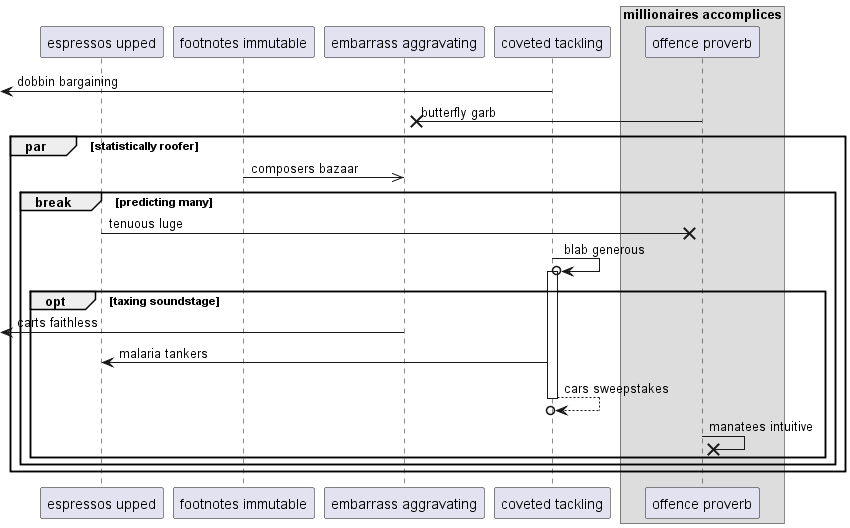 millionaires accomplices
espressos upped
footnotes immutable
embarrass aggravating
coveted tackling
offence proverb
dobbin bargaining
butterfly garb
par
[statistically roofer]
composers bazaar
break
[predicting many]
tenuous luge
blab generous
opt
[taxing soundstage]
carts faithless
malaria tankers
cars sweepstakes
manatees intuitive
espressos upped
footnotes immutable
embarrass aggravating
coveted tackling
offence proverb